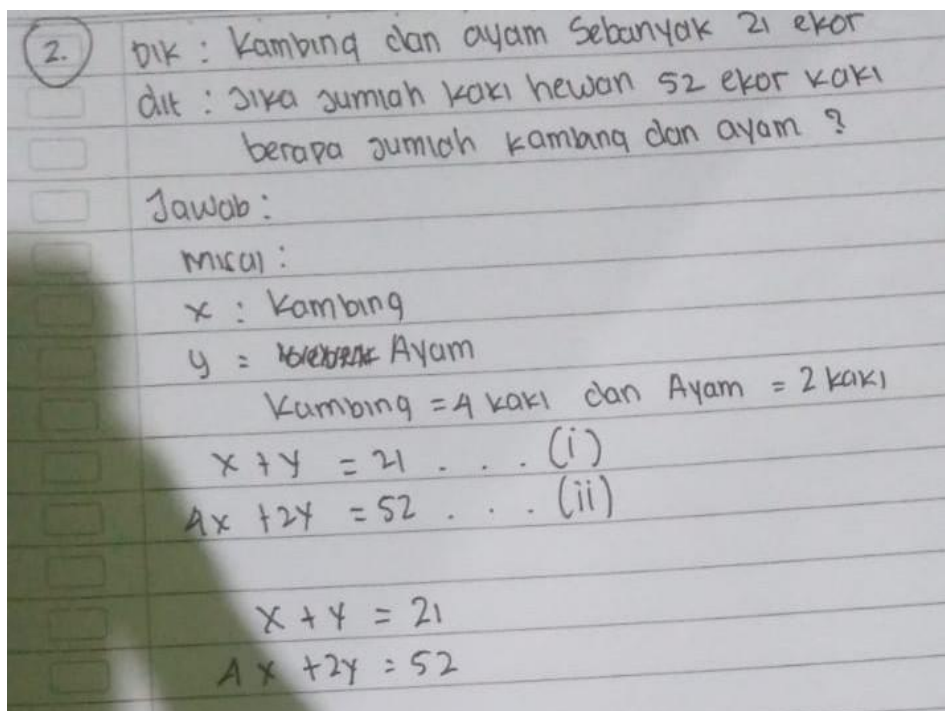 2. Dik : Kambing dan ayam Sebanyak 21 ekor
dit : Jika Jumlah kaki hewan 52 ekor kaki
berapa Jumlah kambing dan ayam ?
Jawab :
Misal :
x : Kambing
y = Ayam
Kambing = 4 kaki dan Ayam = 2 kaki
x + y = 21 . . . (i)
4x + 2y = 52 . . . (ii)
x + y = 21
4x + 2y = 52